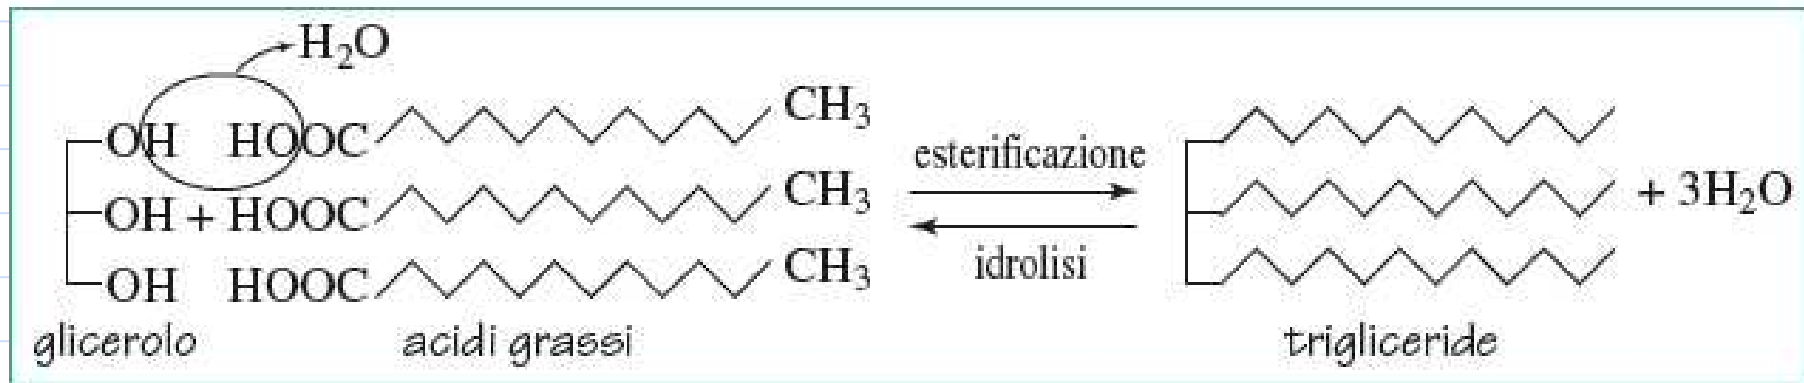 H₂O
OH HOOC CH₃
OH + HOOC CH₃
OH HOOC CH₃
glicerolo
acidi grassi
esterificazione
idrolisi
+ 3H₂O
trigliceride